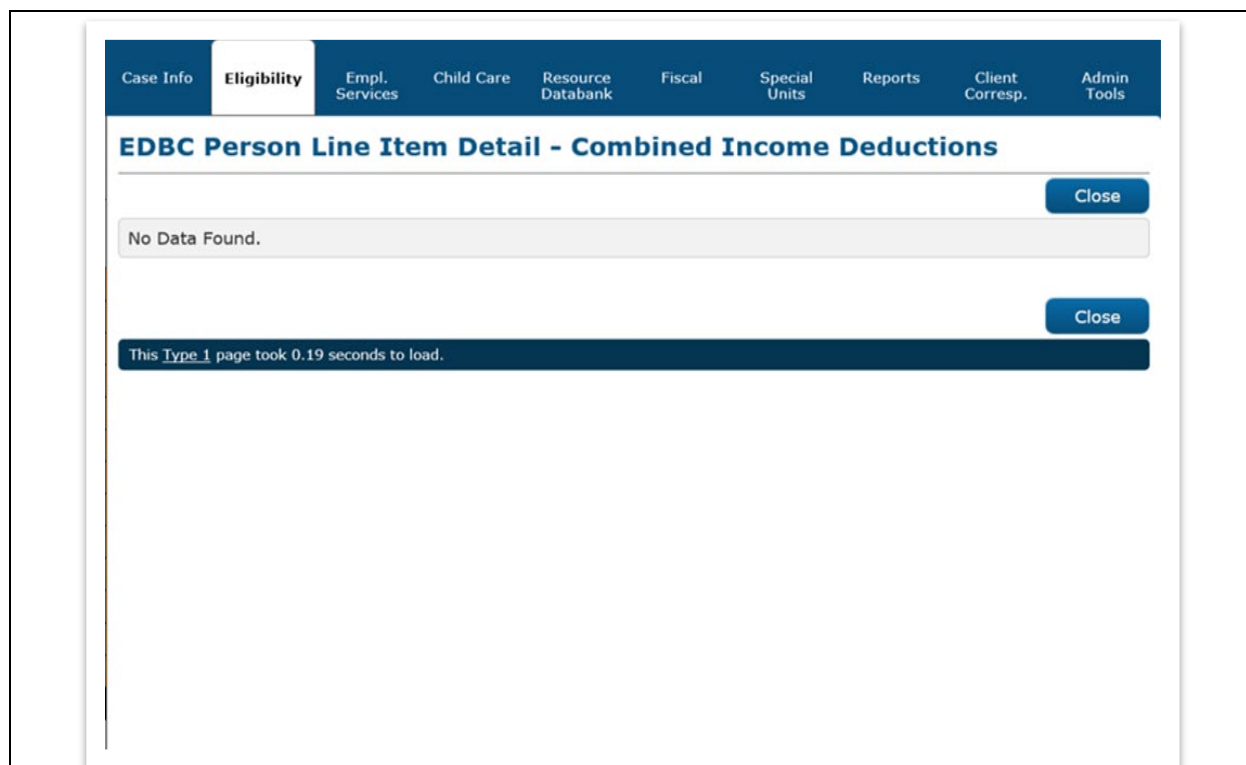 Case Info
Eligibility
Empl.
Services
Child Care
Resource
Databank
Fiscal
Special
Units
Reports
Client
Corresp.
Admin
Tools
EDBC Person Line Item Detail - Combined Income Deductions
Close
No Data Found.
Close
This Type 1 page took 0.19 seconds to load.